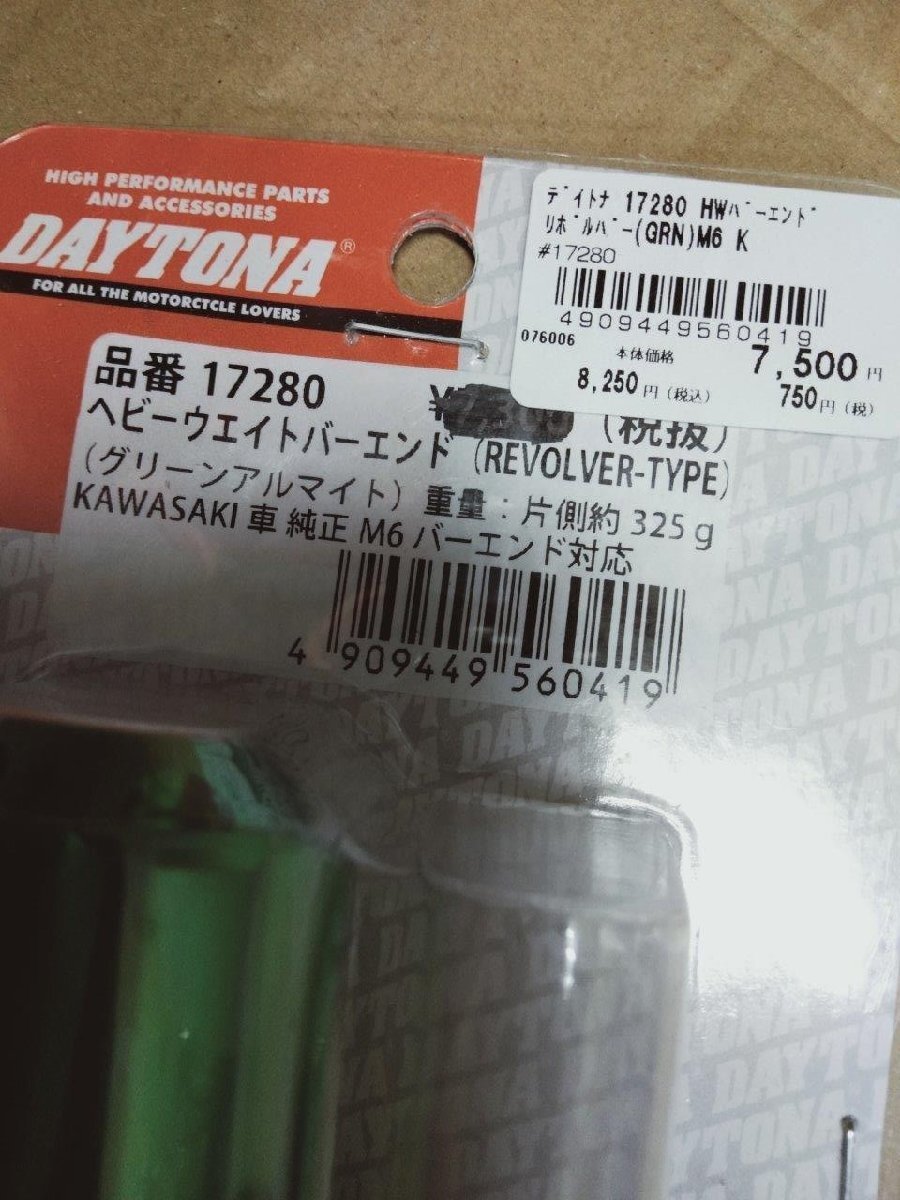 HIGH PERFORMANCE PARTS
AND ACCESSORIES
DAYTONA®
FOR ALL THE MOTORCTCLE LOVERS
ﾃﾞｲﾄﾅ 17280 HWﾊﾞｰｴﾝﾄﾞ
ﾘﾎﾞﾙﾊﾞｰ(GRN)M6 K
#17280
4909449560419
076006
本体価格 7,500円
8,250円(税込) 750円(税)
品番 17280
(税抜)
ヘビーウエイトバーエンド (REVOLVER-TYPE)
(グリーンアルマイト) 重量：片側約 325g
KAWASAKI 車 純正 M6 バーエンド対応
4 909449 560419